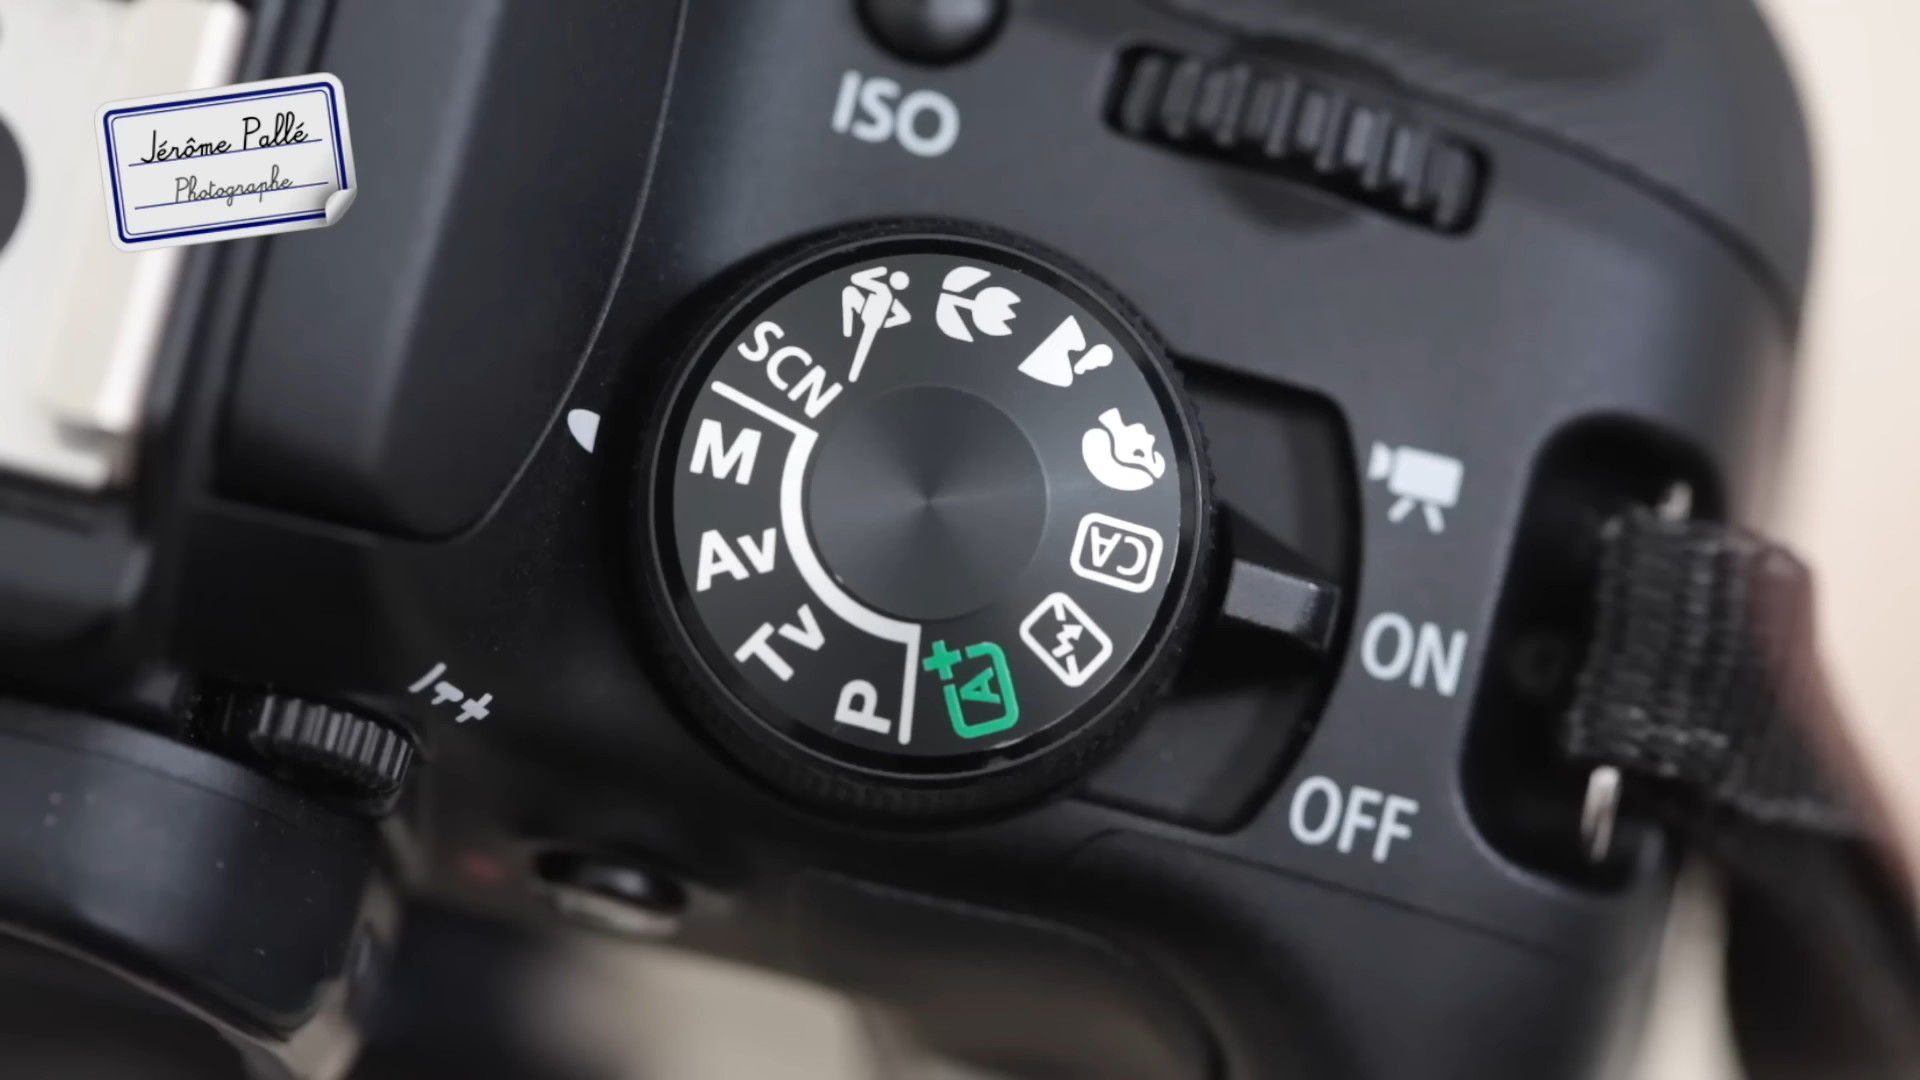 Jérôme Pallé
Photographe
ISO
SCN
M
Av
Tv
P
A+
CA
ON
OFF